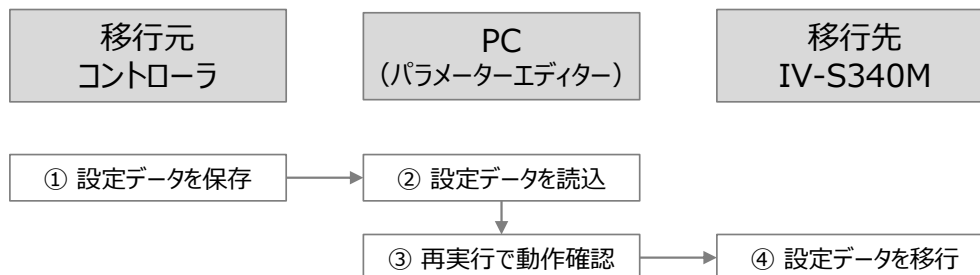 移行元
コントローラ
PC
（パラメーターエディター）
移行先
IV-S340M
① 設定データを保存
② 設定データを読込
③ 再実行で動作確認
④ 設定データを移行